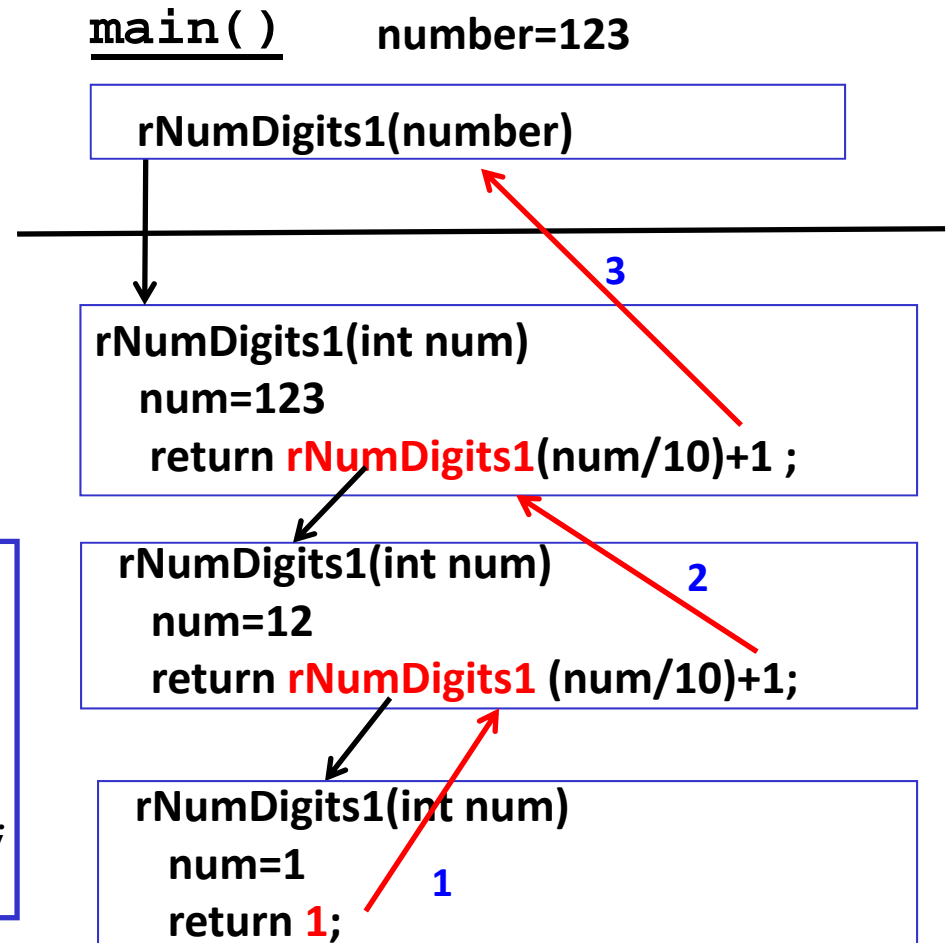 main() number=123
rNumDigits1(number)
3
rNumDigits1(int num)
num=123
return rNumDigits1(num/10)+1 ;
2
rNumDigits1(int num)
num=12
return rNumDigits1 (num/10)+1;
rNumDigits1(int num)
num=1
1
return 1;
;